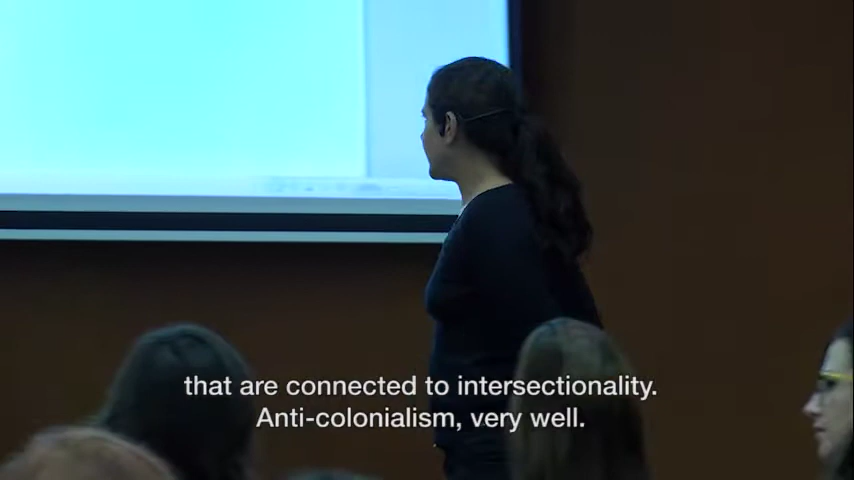 that are connected to intersectionality.
Anti-colonialism, very well.